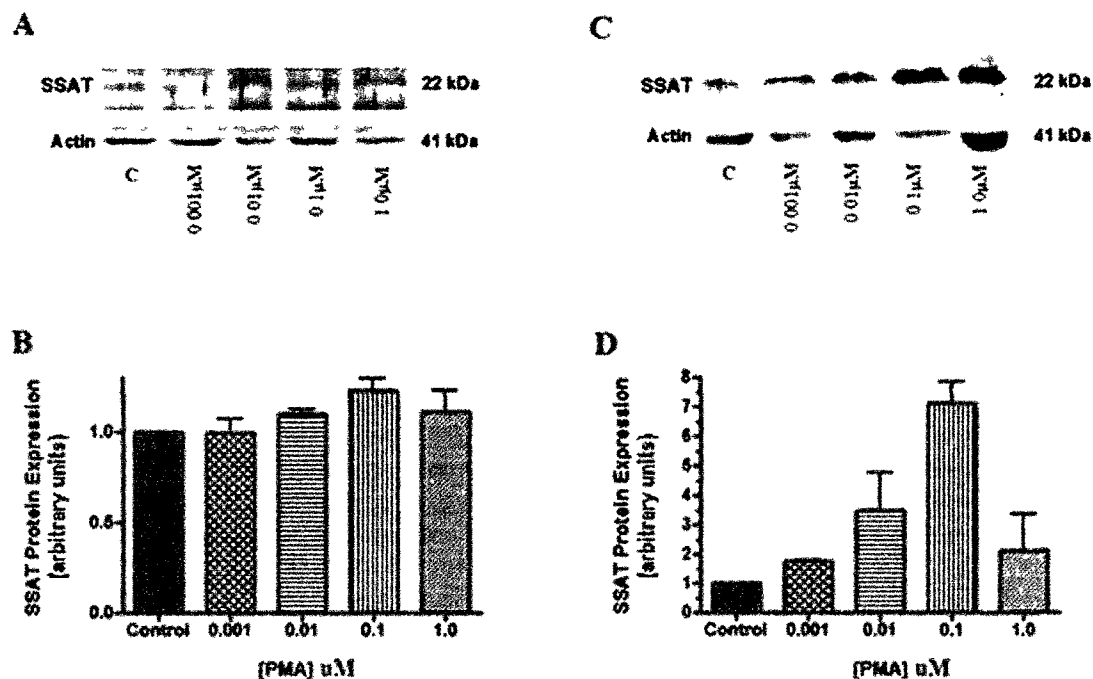 A
SSAT 22 kDa
Actin 41 kDa
C 0 001µM 0 01µM 0 1µM 1 0µM
C
SSAT 22 kDa
Actin 41 kDa
C 0 001µM 0 01µM 0 1µM 1 0µM
B
SSAT Protein Expression
(arbitrary units)
1.0
0.5
0.0
Control 0.001 0.01 0.1 1.0
[PMA] uM
D
SSAT Protein Expression
(arbitrary units)
8
7
6
5
4
3
2
1
0
Control 0.001 0.01 0.1 1.0
[PMA] uM